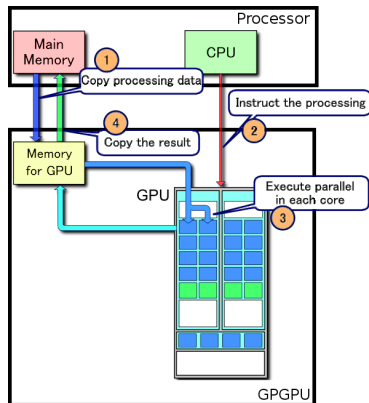 Processor
Main
Memory
CPU
1
Copy processing data
Instruct the processing
2
4
Copy the result
Memory
for GPU
GPU
Execute parallel
in each core
3
GPGPU